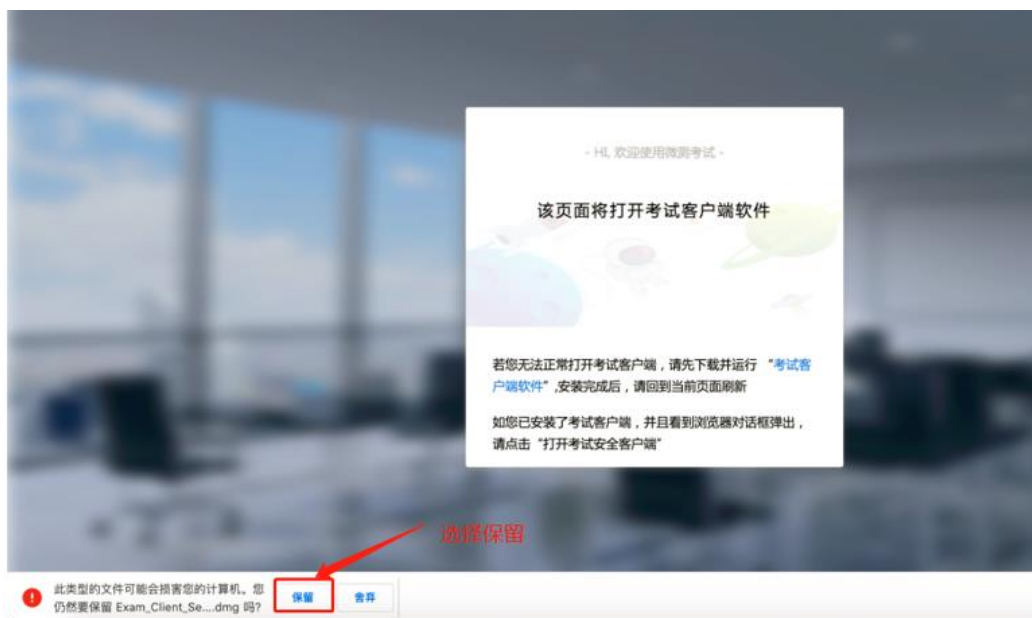 - HI, 欢迎使用微测考试 -
该页面将打开考试客户端软件
若您无法正常打开考试客户端，请先下载并运行 “考试客
户端软件” ,安装完成后，请回到当前页面刷新
如您已安装了考试客户端，并且看到浏览器对话框弹出，
请点击 “打开考试安全客户端”
选择保留
此类型的文件可能会损害您的计算机。您
仍然要保留 Exam_Client_Se....dmg 吗?
保留
舍弃